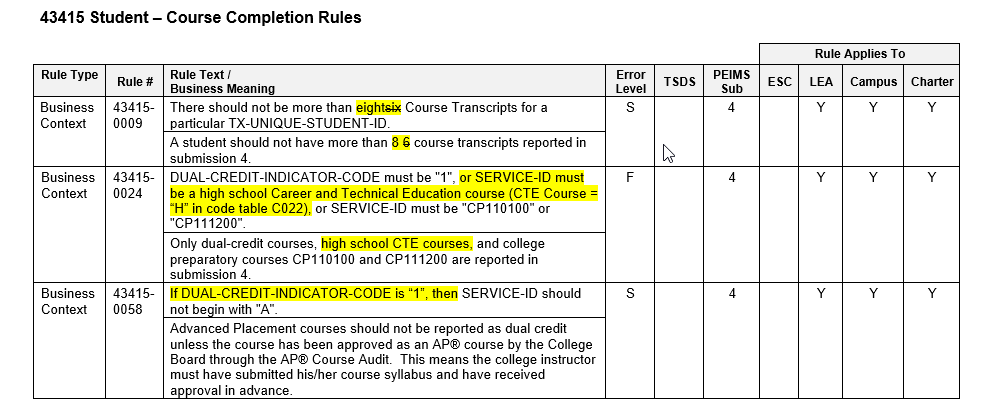 43415 Student – Course Completion Rules
Rule Applies To
Rule Type Rule # Rule Text / Business Meaning Error Level TSDS PEIMS Sub ESC LEA Campus Charter
Business Context 43415-0009 There should not be more than eightsix Course Transcripts for a
particular TX-UNIQUE-STUDENT-ID. S 4 Y Y Y
A student should not have more than 8 6 course transcripts reported in
submission 4.
Business Context 43415-0024 DUAL-CREDIT-INDICATOR-CODE must be "1", or SERVICE-ID must
be a high school Career and Technical Education course (CTE Course =
“H” in code table C022), or SERVICE-ID must be "CP110100" or
"CP111200". F 4 Y Y Y
Only dual-credit courses, high school CTE courses, and college
preparatory courses CP110100 and CP111200 are reported in
submission 4.
Business Context 43415-0058 If DUAL-CREDIT-INDICATOR-CODE is “1”, then SERVICE-ID should
not begin with "A". S 4 Y Y Y
Advanced Placement courses should not be reported as dual credit
unless the course has been approved as an AP® course by the College
Board through the AP® Course Audit. This means the college instructor
must have submitted his/her course syllabus and have received
approval in advance.